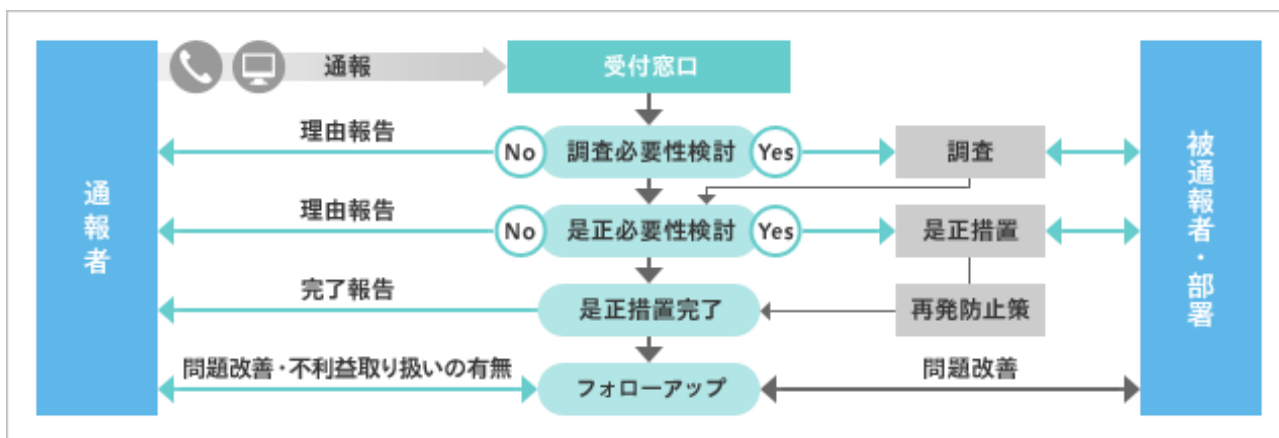 通報
受付窓口
理由報告
No
調査必要性検討
Yes
調査
理由報告
No
是正必要性検討
Yes
是正措置
完了報告
是正措置完了
再発防止策
問題改善・不利益取り扱いの有無
フォローアップ
問題改善
通報者
被通報者・部署